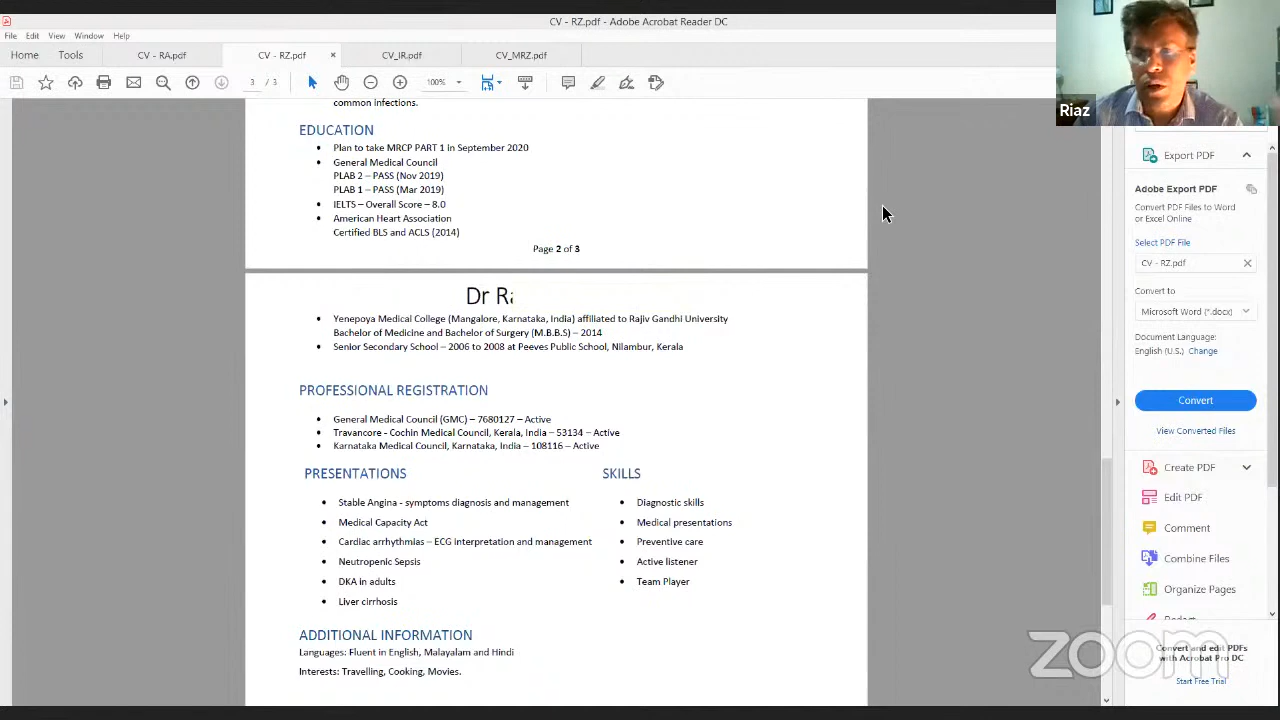 CV - RZ.pdf - Adobe Acrobat Reader DC
File Edit View Window Help
Home Tools CV - RA.pdf CV - RZ.pdf × CV_IR.pdf CV_MRZ.pdf
3 / 3 100%
Riaz
common infections.
EDUCATION
• Plan to take MRCP PART 1 in September 2020
• General Medical Council
PLAB 2 – PASS (Nov 2019)
PLAB 1 – PASS (Mar 2019)
• IELTS – Overall Score – 8.0
• American Heart Association
Certified BLS and ACLS (2014)
Page 2 of 3
Dr
• Yenepoya Medical College (Mangalore, Karnataka, India) affiliated to Rajiv Gandhi University
Bachelor of Medicine and Bachelor of Surgery (M.B.B.S) – 2014
• Senior Secondary School – 2006 to 2008 at Peeves Public School, Nilambur, Kerala
PROFESSIONAL REGISTRATION
• General Medical Council (GMC) – 7680127 – Active
• Travancore - Cochin Medical Council, Kerala, India – 53134 – Active
• Karnataka Medical Council, Karnataka, India – 108116 – Active
PRESENTATIONS
• Stable Angina - symptoms diagnosis and management
• Medical Capacity Act
• Cardiac arrhythmias – ECG interpretation and management
• Neutropenic Sepsis
• DKA in adults
• Liver cirrhosis
SKILLS
• Diagnostic skills
• Medical presentations
• Preventive care
• Active listener
• Team Player
ADDITIONAL INFORMATION
Languages: Fluent in English, Malayalam and Hindi
Interests: Travelling, Cooking, Movies.
Export PDF
Adobe Export PDF
Convert PDF Files to Word
or Excel Online
Select PDF File
CV - RZ.pdf
Convert to
Microsoft Word (*.docx)
Document Language:
English (U.S.) Change
Convert
View Converted Files
Create PDF
Edit PDF
Comment
Combine Files
Organize Pages
Redact
Convert and edit PDFs
with Acrobat Pro DC
Start Free Trial
zoom